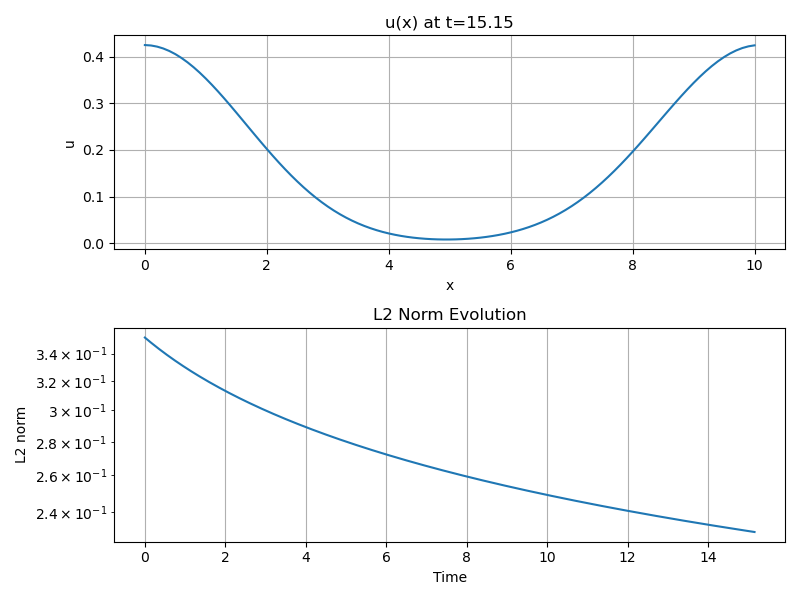 u(x) at t=15.15
0.4
0.3
0.2
0.1
0.0
u
0 2 4 6 8 10
x
L2 Norm Evolution
3.4 × 10⁻¹
3.2 × 10⁻¹
3 × 10⁻¹
2.8 × 10⁻¹
2.6 × 10⁻¹
2.4 × 10⁻¹
L2 norm
0 2 4 6 8 10 12 14
Time